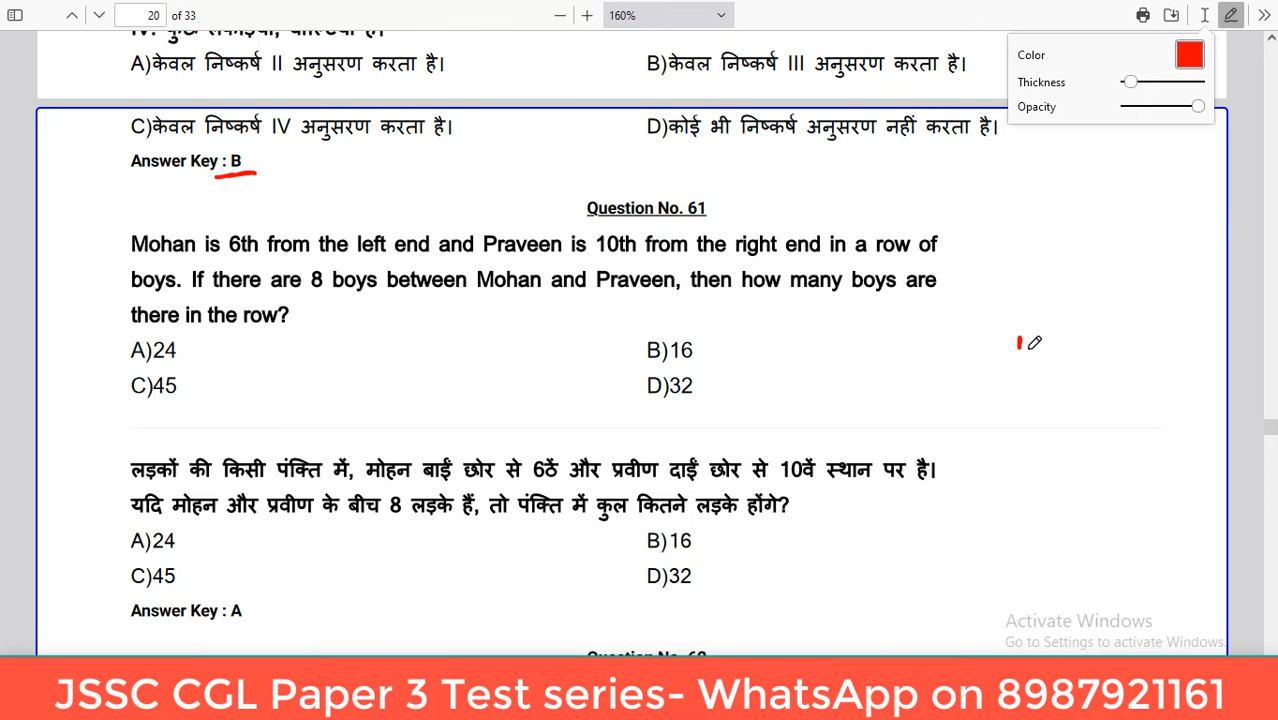 20 of 33
160%
Color
Thickness
Opacity
A)केवल निष्कर्ष II अनुसरण करता है।
B)केवल निष्कर्ष III अनुसरण करता है।
C)केवल निष्कर्ष IV अनुसरण करता है।
D)कोई भी निष्कर्ष अनुसरण नहीं करता है।
Answer Key : B
Question No. 61
Mohan is 6th from the left end and Praveen is 10th from the right end in a row of
boys. If there are 8 boys between Mohan and Praveen, then how many boys are
there in the row?
A)24
B)16
C)45
D)32
लड़कों की किसी पंक्ति में, मोहन बाईं छोर से 6ठें और प्रवीण दाईं छोर से 10वें स्थान पर है।
यदि मोहन और प्रवीण के बीच 8 लड़के हैं, तो पंक्ति में कुल कितने लड़के होंगे?
A)24
B)16
C)45
D)32
Answer Key : A
Activate Windows
Go to Settings to activate Windows.
Question No. 62
JSSC CGL Paper 3 Test series- WhatsApp on 8987921161